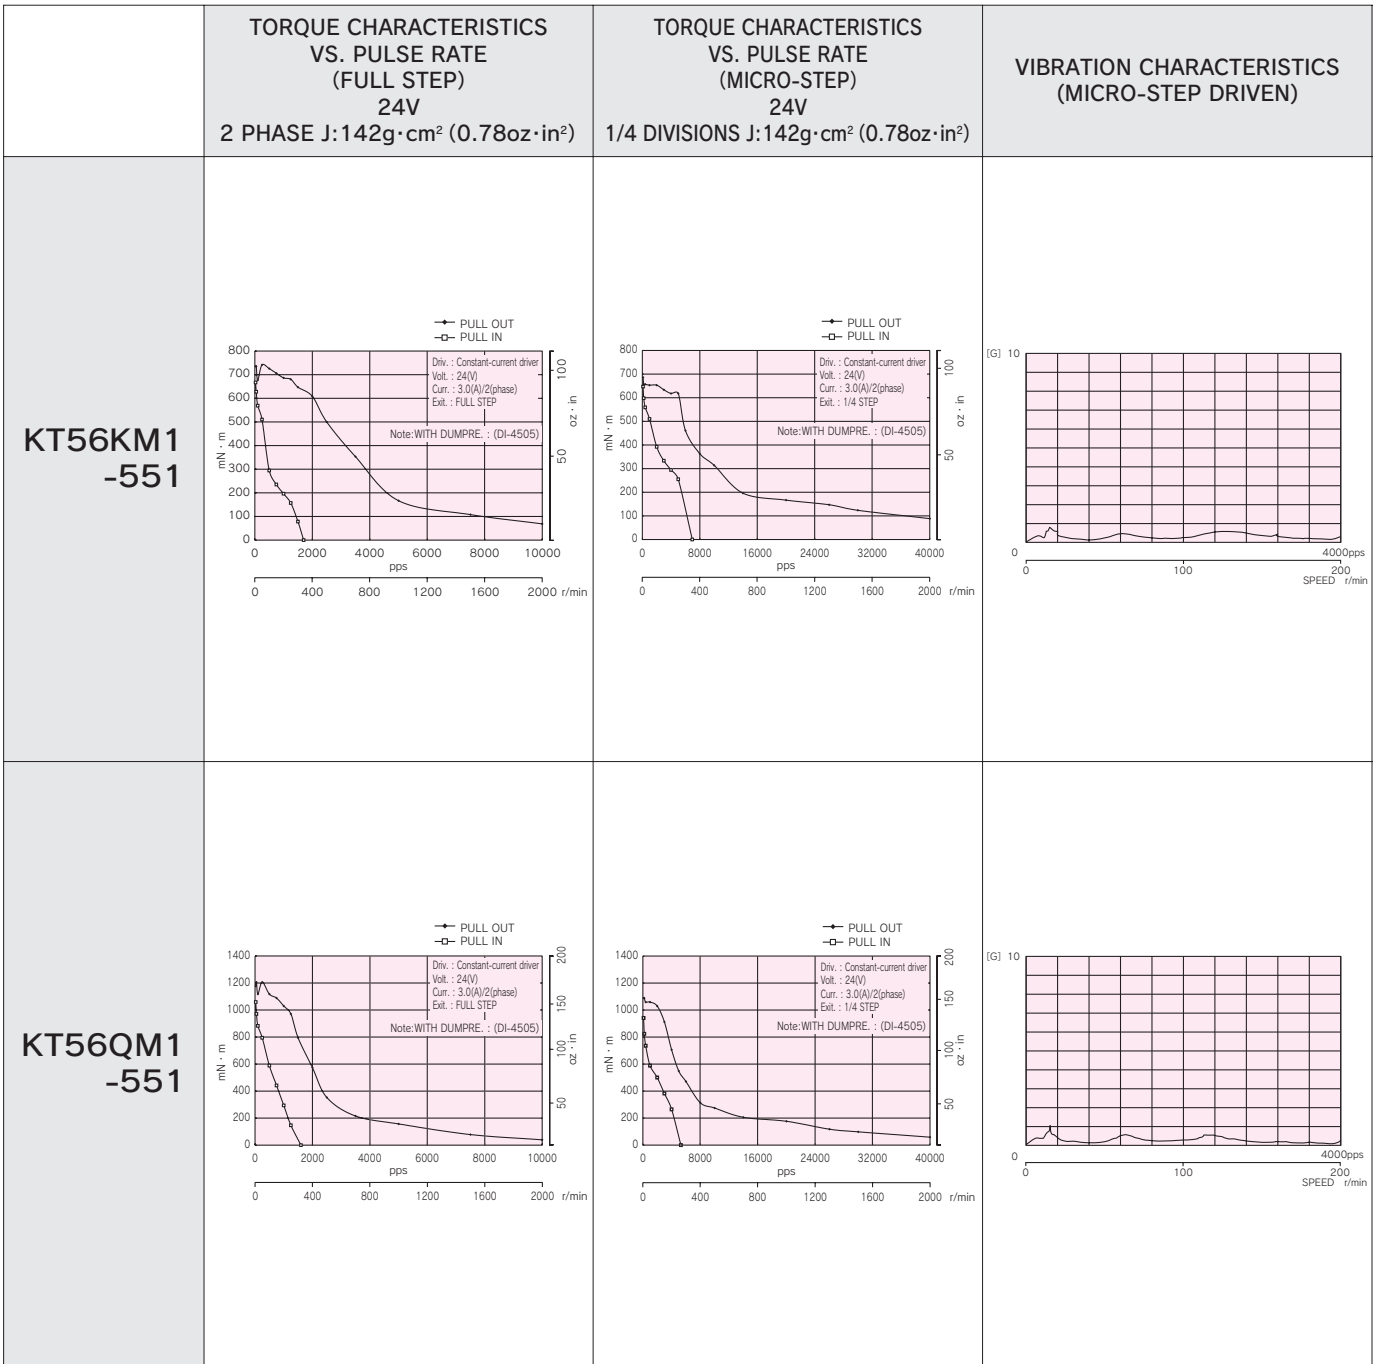 TORQUE CHARACTERISTICS
VS. PULSE RATE
(FULL STEP)
24V
2 PHASE J:142g·cm² (0.78oz·in²)
TORQUE CHARACTERISTICS
VS. PULSE RATE
(MICRO-STEP)
24V
1/4 DIVISIONS J:142g·cm² (0.78oz·in²)
VIBRATION CHARACTERISTICS
(MICRO-STEP DRIVEN)
KT56KM1
-551
PULL OUT
PULL IN
800
700
600
500
400
300
200
100
0
mN · m
Driv. : Constant-current driver
Volt. : 24(V)
Curr. : 3.0(A)/2(phase)
Exit. : FULL STEP
Note:WITH DUMPRE. : (DI-4505)
100
50
oz · in
0 2000 4000 6000 8000 10000
pps
0 400 800 1200 1600 2000 r/min
PULL OUT
PULL IN
800
700
600
500
400
300
200
100
0
mN · m
Driv. : Constant-current driver
Volt. : 24(V)
Curr. : 3.0(A)/2(phase)
Exit. : 1/4 STEP
Note:WITH DUMPRE. : (DI-4505)
100
50
oz · in
0 8000 16000 24000 32000 40000
pps
0 400 800 1200 1600 2000 r/min
[G] 10
0 4000pps
0 100 200
SPEED r/min
KT56QM1
-551
PULL OUT
PULL IN
1400
1200
1000
800
600
400
200
0
mN · m
Driv. : Constant-current driver
Volt. : 24(V)
Curr. : 3.0(A)/2(phase)
Exit. : FULL STEP
Note:WITH DUMPRE. : (DI-4505)
200
150
100
50
oz · in
0 2000 4000 6000 8000 10000
pps
0 400 800 1200 1600 2000 r/min
PULL OUT
PULL IN
1400
1200
1000
800
600
400
200
0
mN · m
Driv. : Constant-current driver
Volt. : 24(V)
Curr. : 3.0(A)/2(phase)
Exit. : 1/4 STEP
Note:WITH DUMPRE. : (DI-4505)
200
150
100
50
oz · in
0 8000 16000 24000 32000 40000
pps
0 400 800 1200 1600 2000 r/min
[G] 10
0 4000pps
0 100 200
SPEED r/min